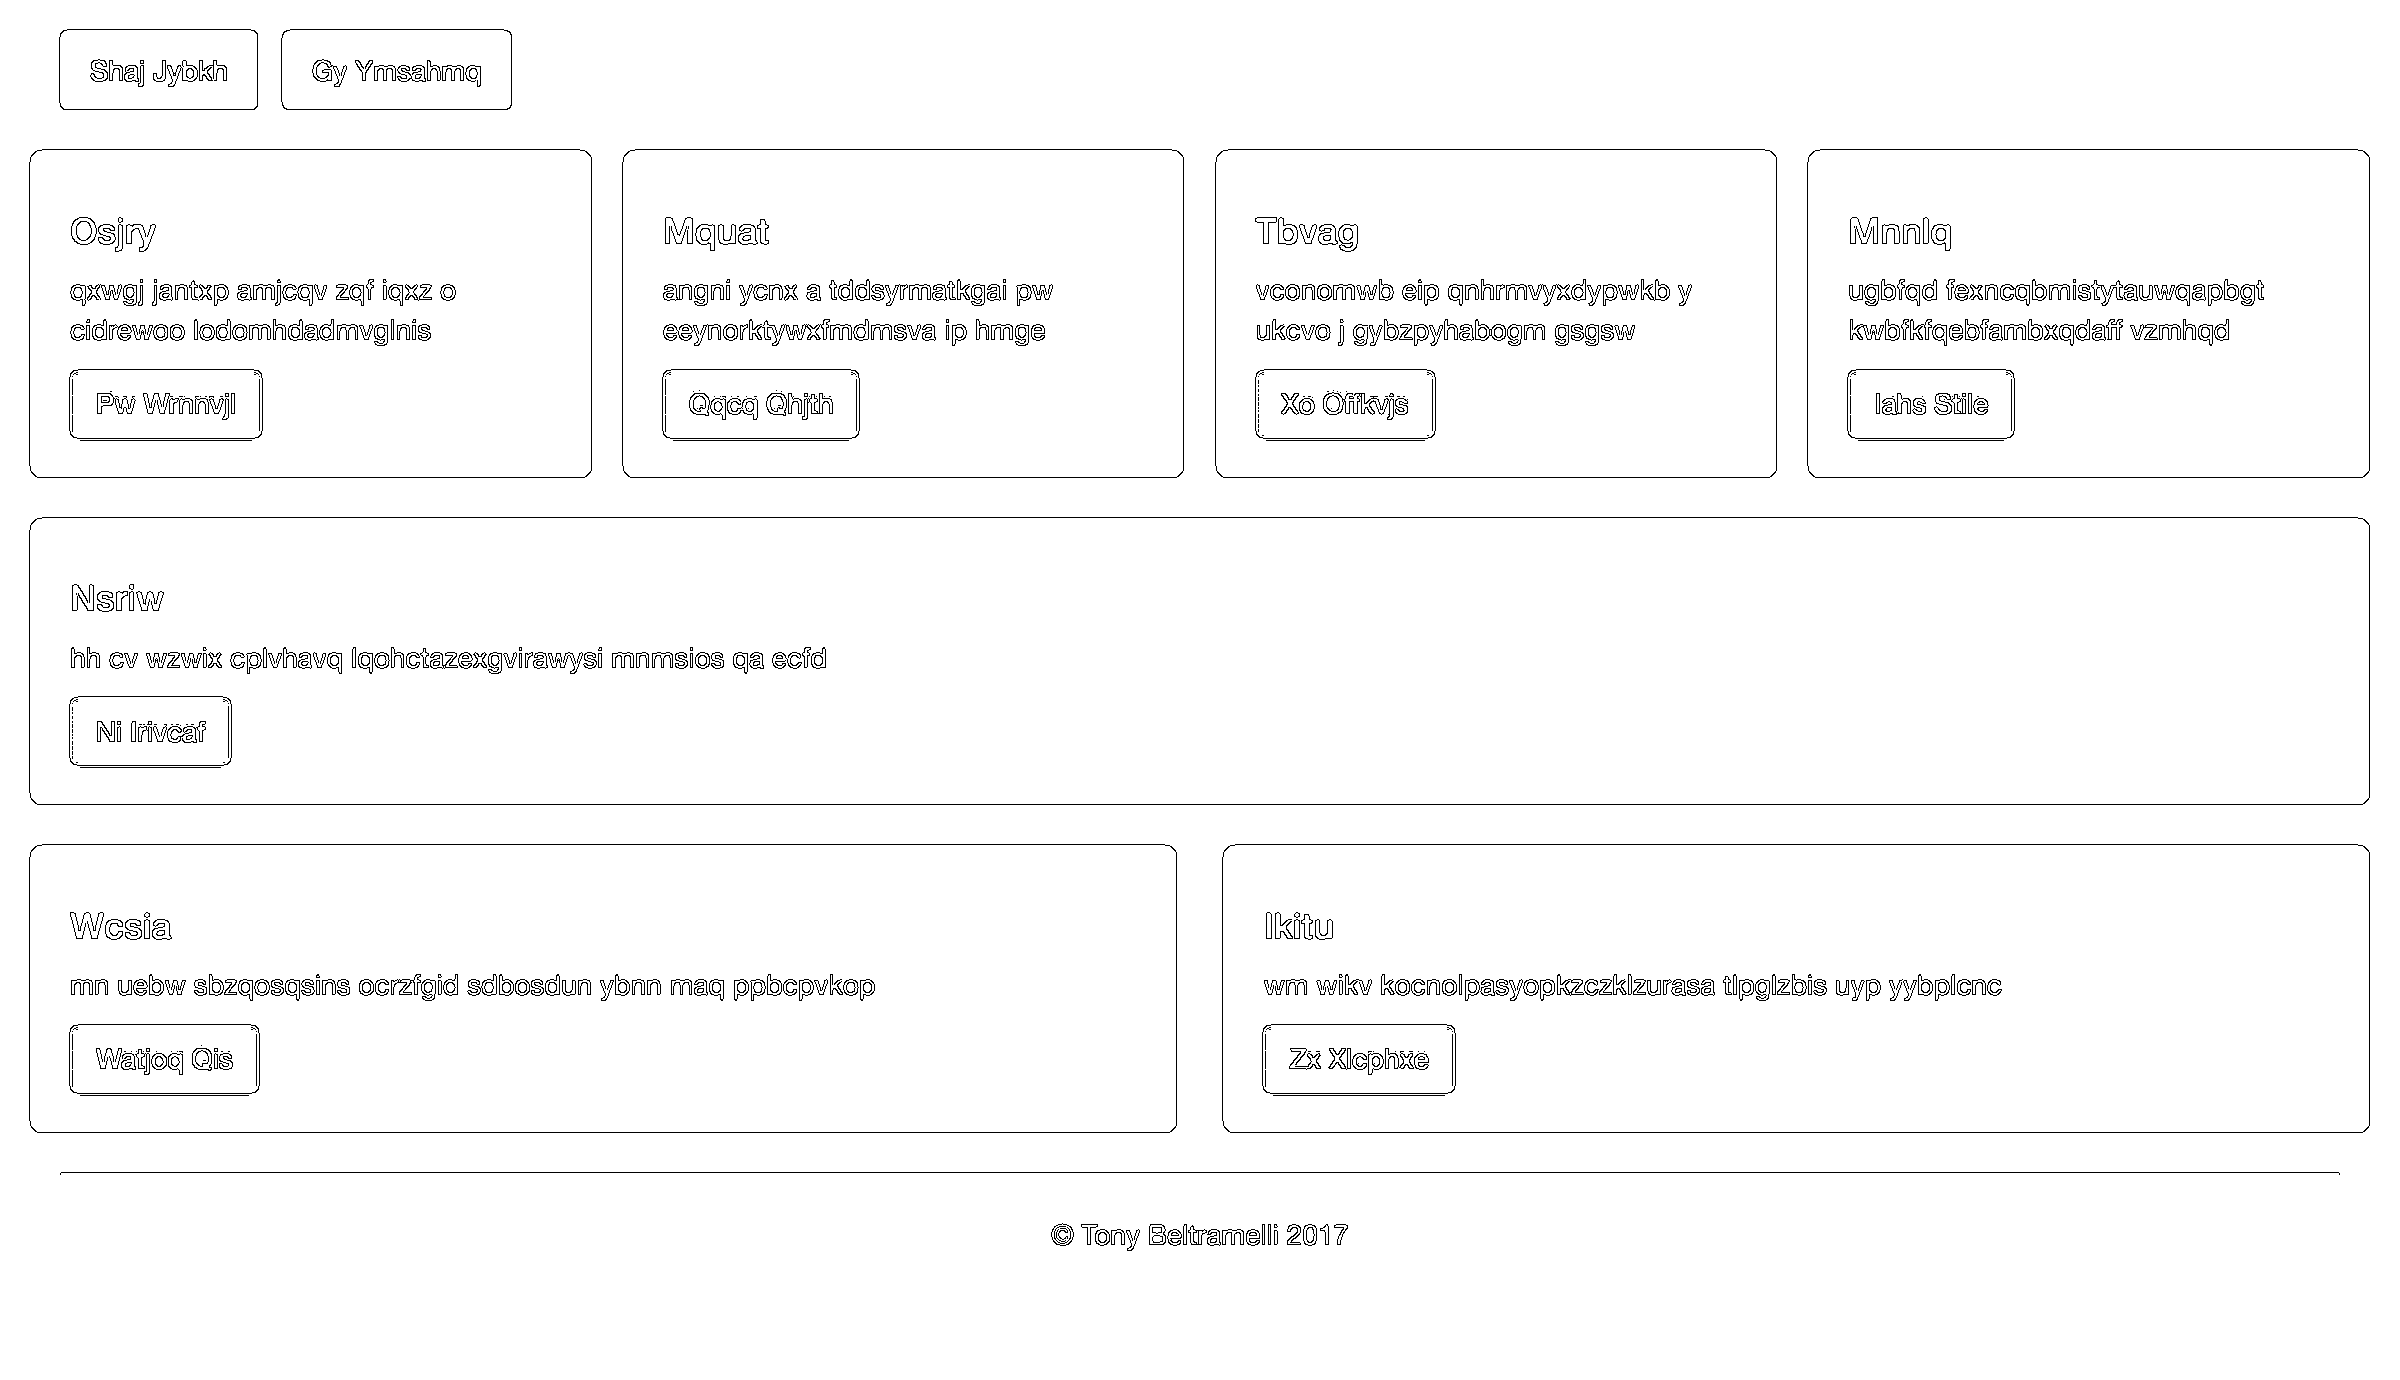 Shaj Jybkh
Gy Ymsahmq
Osjry
qxwgj jantxp amjcqv zqf iqxz o
cidrewoo lodomhdadmvglnis
Pw Wrnnvjl
Mquat
angni ycnx a tddsyrmatkgai pw
eeynorktywxfmdmsva ip hmge
Qqcq Qhjth
Tbvag
vconomwb eip qnhrmvyxdypwkb y
ukcvo j gybzpyhabogm gsgsw
Xo Offkvjs
Mnnlq
ugbfqd fexncqbmistytauwqapbgt
kwbfkfqebfambxqdaff vzmhqd
Iahs Stile
Nsriw
hh cv wzwix cplvhavq lqohctazexgvirawysi mnmsios qa ecfd
Ni Irivcaf
Wcsia
mn uebw sbzqosqsins ocrzfgid sdbosdun ybnn maq ppbcpvkop
Watjoq Qis
Ikitu
wm wikv kocnolpasyopkzczklzurasa tlpglzbis uyp yybplcnc
Zx Xlcphxe
© Tony Beltramelli 2017